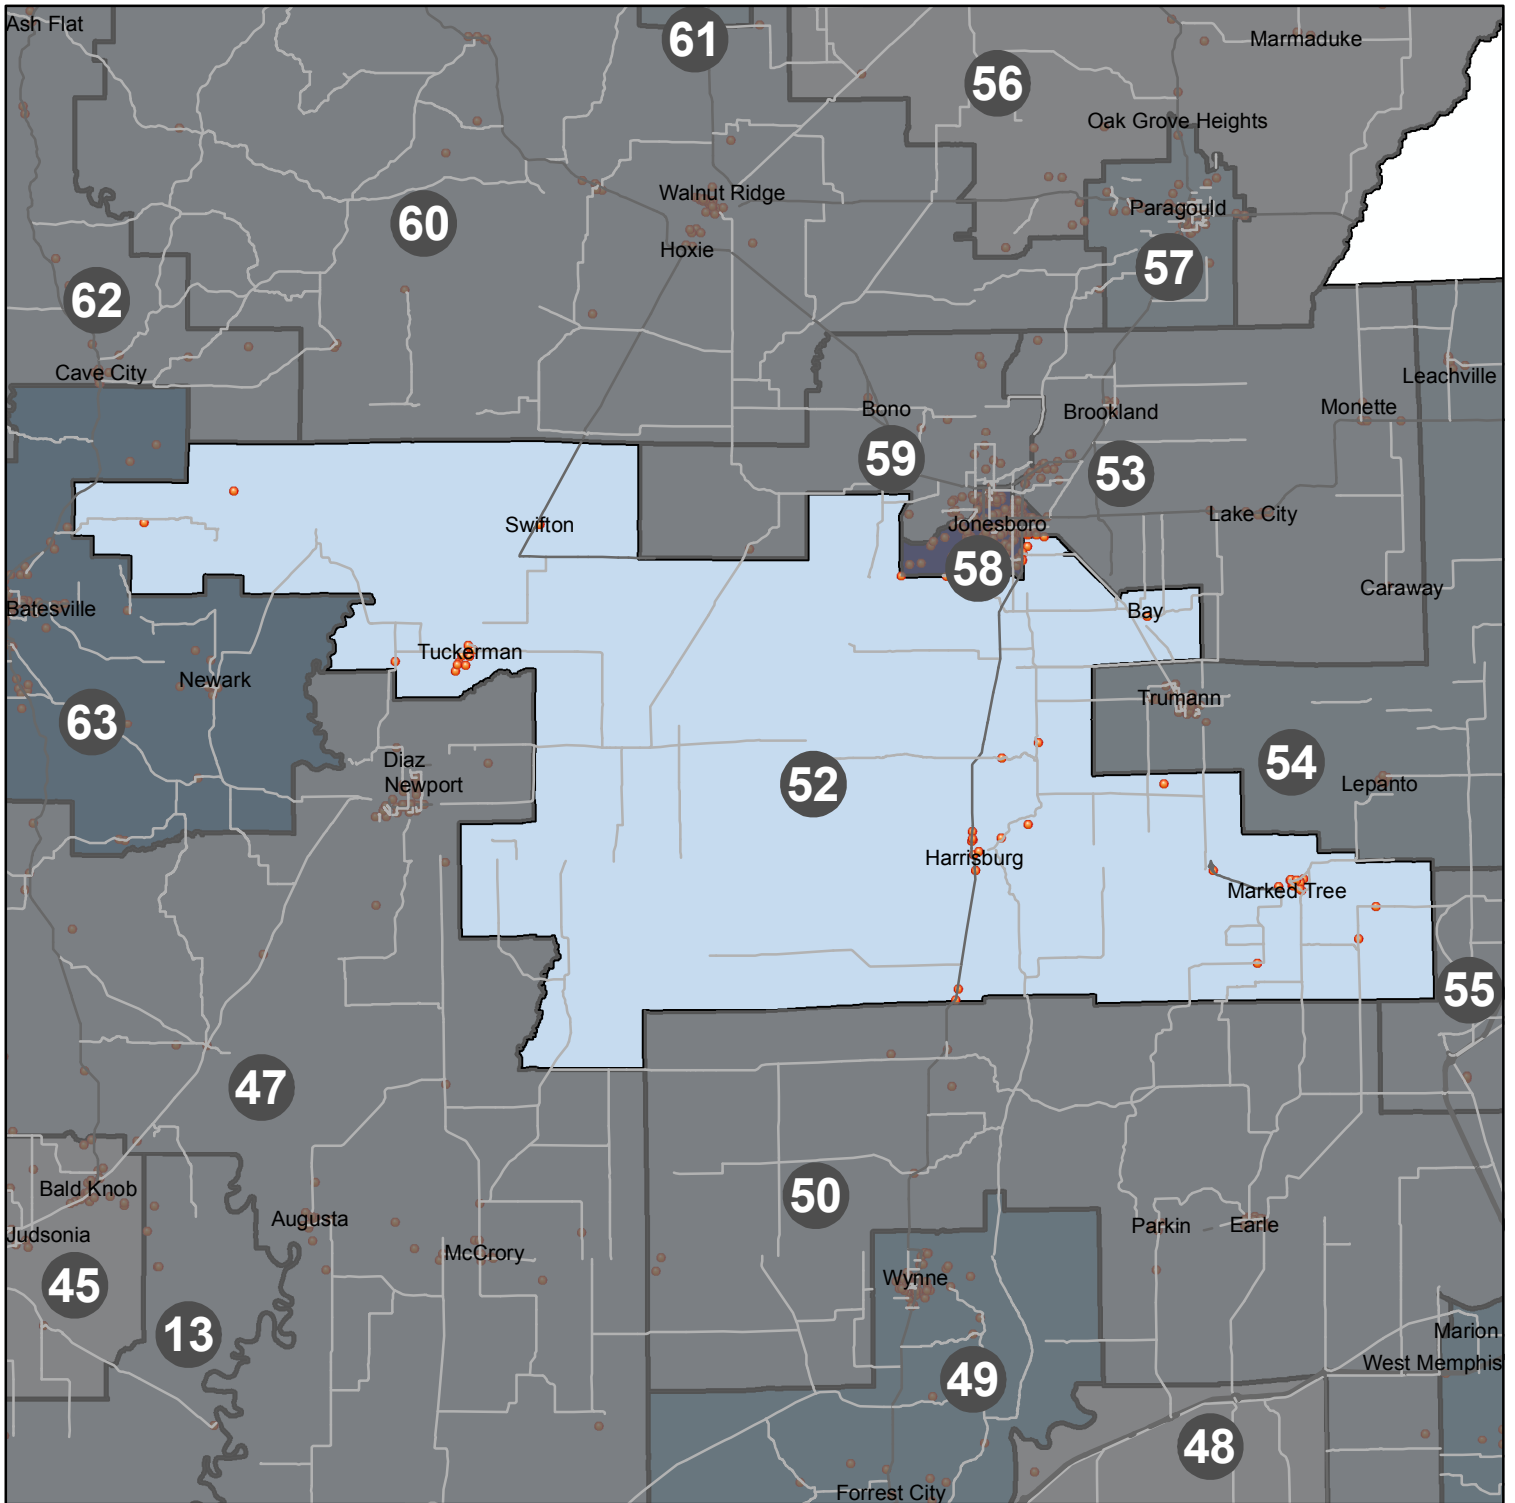 Ash Flat
61
Marmaduke
56
Oak Grove Heights
Walnut Ridge
Paragould
60
Hoxie
57
62
Cave City
Leachville
Bono
Brookland
Monette
59
53
Swifton
Jonesboro
Lake City
58
Caraway
Batesville
Bay
Tuckerman
Newark
Trumann
63
Diaz
54
Newport
52
Lepanto
Harrisburg
Marked Tree
55
47
Bald Knob
50
Augusta
Parkin
Earle
Judsonia
McCrory
45
Wynne
13
Marion
West Memphis
49
48
Forrest City